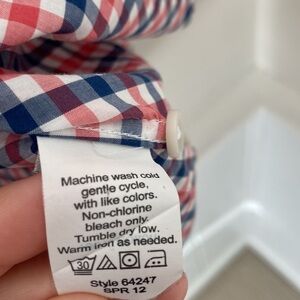 Machine wash cold
gentle cycle,
with like colors.
Non-chlorine
bleach only.
Tumble dry low.
Warm iron as needed.
30
Style 64247
SPR 12